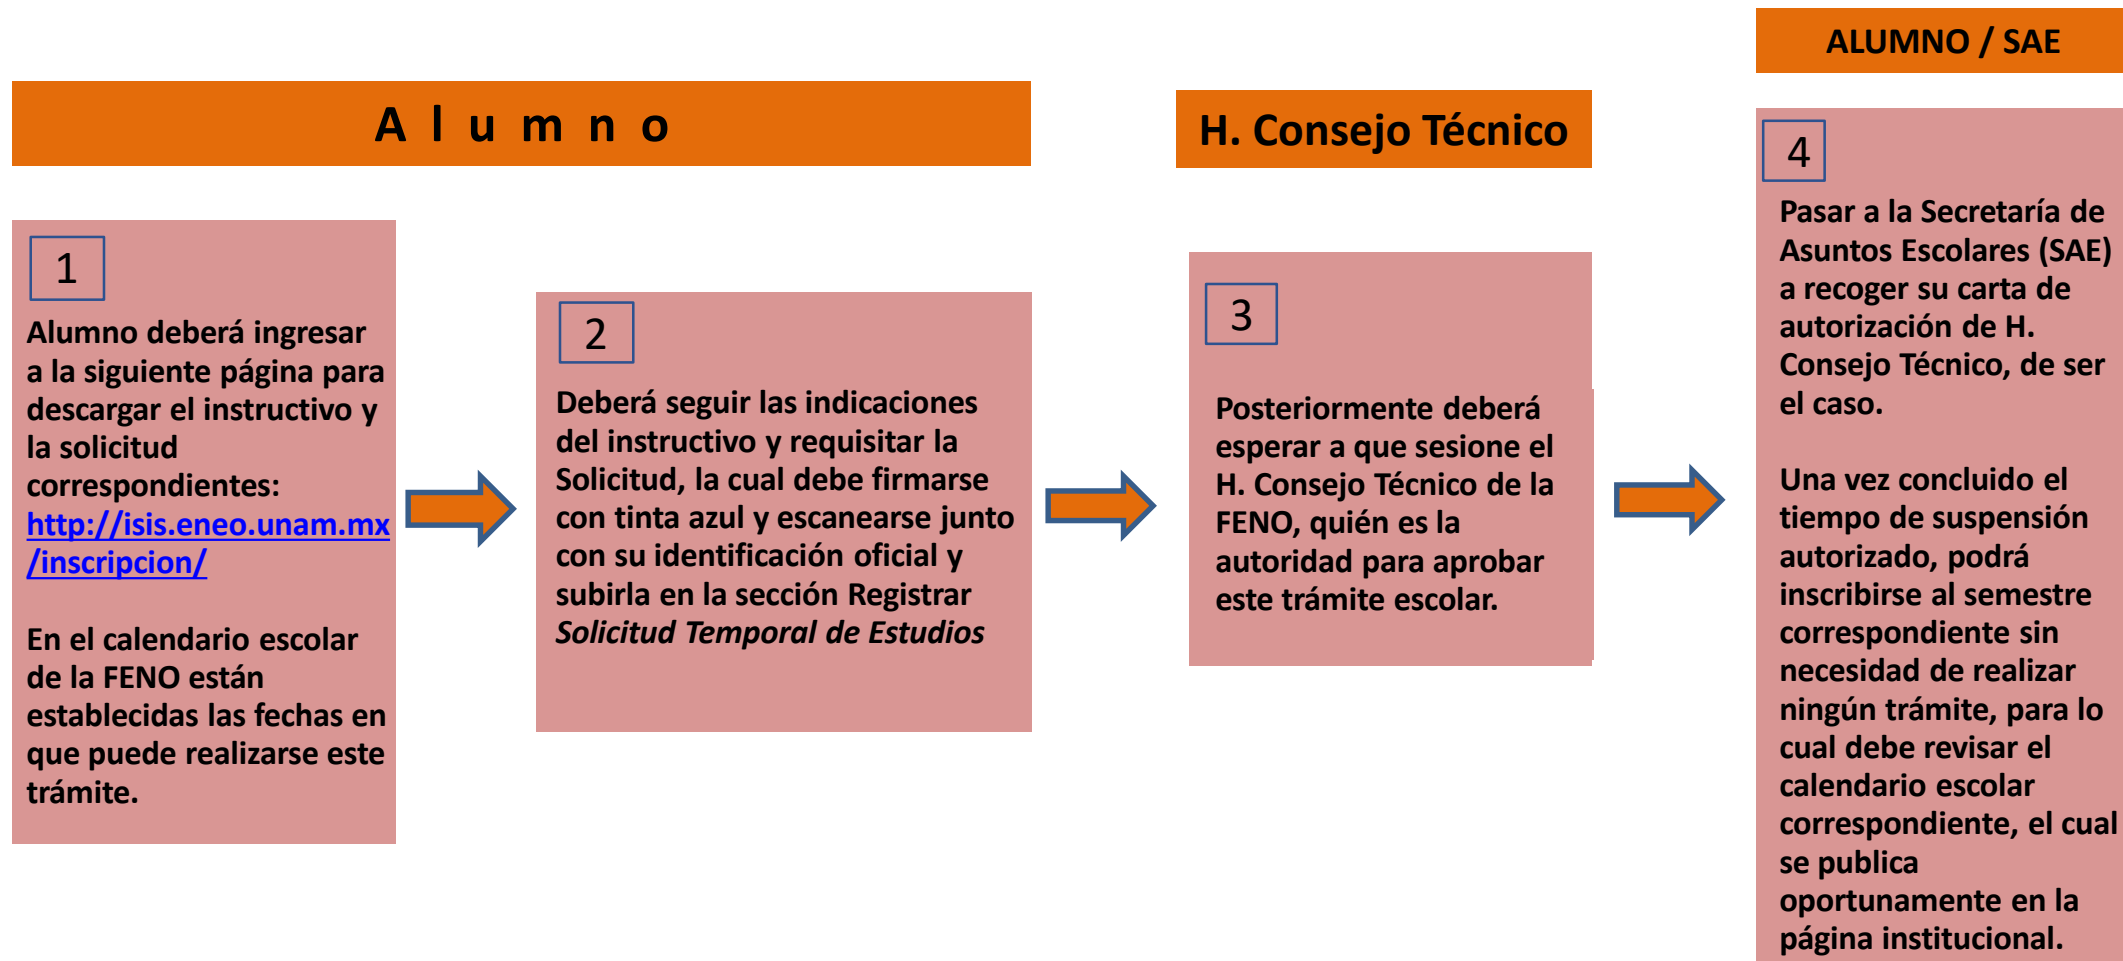 A l u m n o
1
Alumno deberá ingresar
a la siguiente página para
descargar el instructivo y
la solicitud
correspondientes:
http://isis.eneo.unam.mx
/inscripcion/
En el calendario escolar
de la FENO están
establecidas las fechas en
que puede realizarse este
trámite.
2
Deberá seguir las indicaciones
del instructivo y requisitar la
Solicitud, la cual debe firmarse
con tinta azul y escanearse junto
con su identificación oficial y
subirla en la sección Registrar
Solicitud Temporal de Estudios
H. Consejo Técnico
3
Posteriormente deberá
esperar a que sesione el
H. Consejo Técnico de la
FENO, quién es la
autoridad para aprobar
este trámite escolar.
ALUMNO / SAE
4
Pasar a la Secretaría de
Asuntos Escolares (SAE)
a recoger su carta de
autorización de H.
Consejo Técnico, de ser
el caso.
Una vez concluido el
tiempo de suspensión
autorizado, podrá
inscribirse al semestre
correspondiente sin
necesidad de realizar
ningún trámite, para lo
cual debe revisar el
calendario escolar
correspondiente, el cual
se publica
oportunamente en la
página institucional.